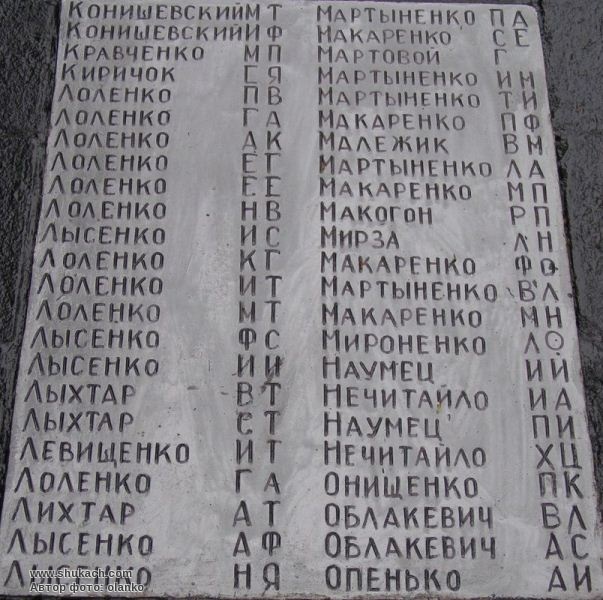 КОНИШЕВСКИЙ М Т
КОНИШЕВСКИЙ И Ф
КРАВЧЕНКО М П
КИРИЧОК Г Я
ЛОЛЕНКО П В
ЛОЛЕНКО Г А
ЛОЛЕНКО А К
ЛОЛЕНКО Е Г
ЛОЛЕНКО Е Е
ЛОЛЕНКО Н В
ЛЫСЕНКО И С
ЛОЛЕНКО К Г
ЛОЛЕНКО И Т
ЛОЛЕНКО М Т
ЛЫСЕНКО Ф С
ЛЫСЕНКО И И
ЛЫХТАР В Т
ЛЫХТАР С Т
ЛЕВИЩЕНКО И Т
ЛОЛЕНКО Г А
ЛИХТАР А Т
ЛЫСЕНКО А Ф
Н Я
МАРТЫНЕНКО П А
МАКАРЕНКО С Е
МАРТОВОЙ Г
МАРТЫНЕНКО И М
МАРТЫНЕНКО Т И
МАКАРЕНКО П Ф
МАЛЕЖИК В М
МАРТЫНЕНКО Л А
МАКАРЕНКО М П
МАКОГОН Р П
МИРЗА Л Н
МАКАРЕНКО Ф О
МАРТЫНЕНКО В Л
МАКАРЕНКО М Н
МИРОНЕНКО Л О
НАУМЕЦ И Й
НЕЧИТАЙЛО И А
НАУМЕЦ П И
НЕЧИТАЙЛО Х Ц
ОНИЩЕНКО П К
ОБЛАКЕВИЧ В Л
ОБЛАКЕВИЧ А С
ОПЕНЬКО А И
www.shukach.com
Автор фото: olanko